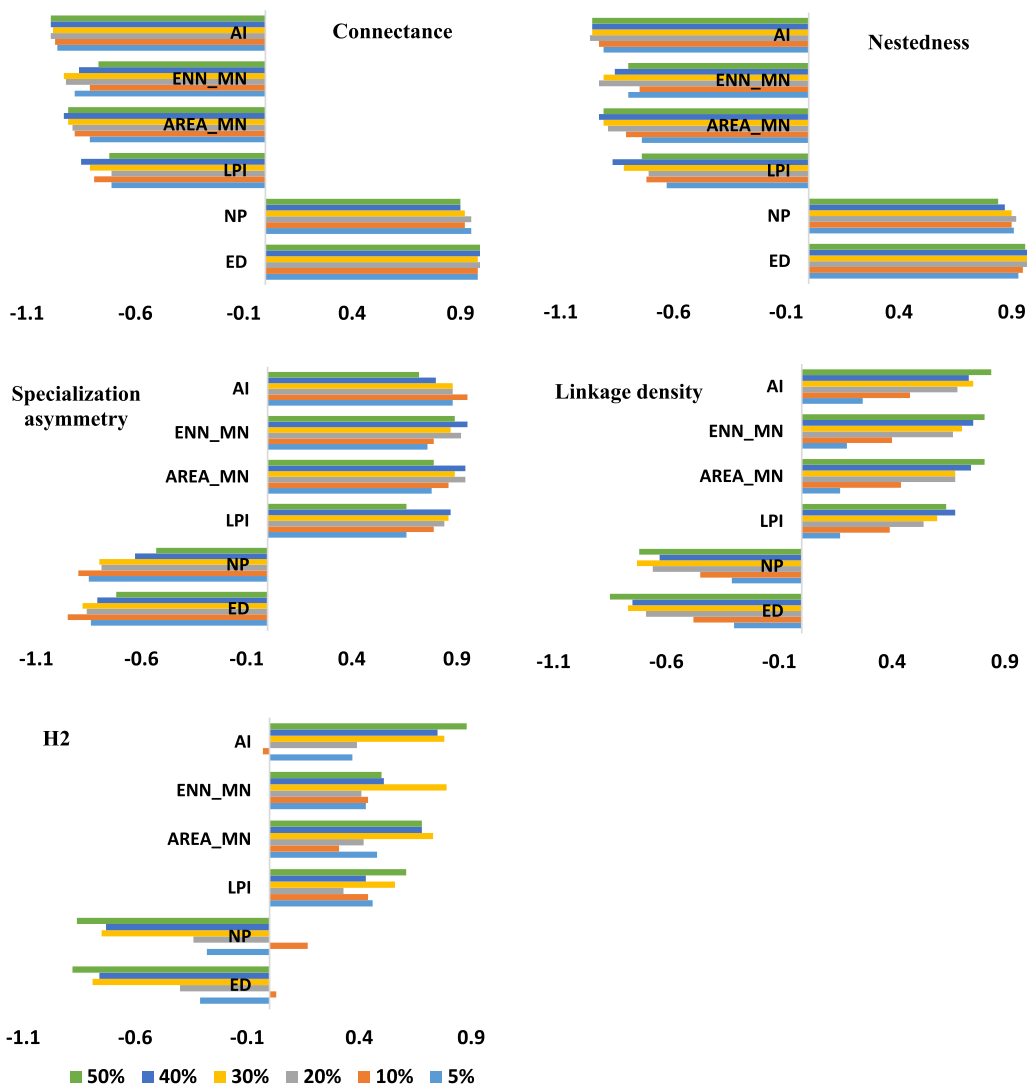 Connectance
AI
ENN_MN
AREA_MN
LPI
NP
ED
-1.1 -0.6 -0.1 0.4 0.9
Nestedness
AI
ENN_MN
AREA_MN
LPI
NP
ED
-1.1 -0.6 -0.1 0.4 0.9
Specialization
asymmetry
AI
ENN_MN
AREA_MN
LPI
NP
ED
-1.1 -0.6 -0.1 0.4 0.9
Linkage density
AI
ENN_MN
AREA_MN
LPI
NP
ED
-1.1 -0.6 -0.1 0.4 0.9
H2
AI
ENN_MN
AREA_MN
LPI
NP
ED
-1.1 -0.6 -0.1 0.4 0.9
50% 40% 30% 20% 10% 5%